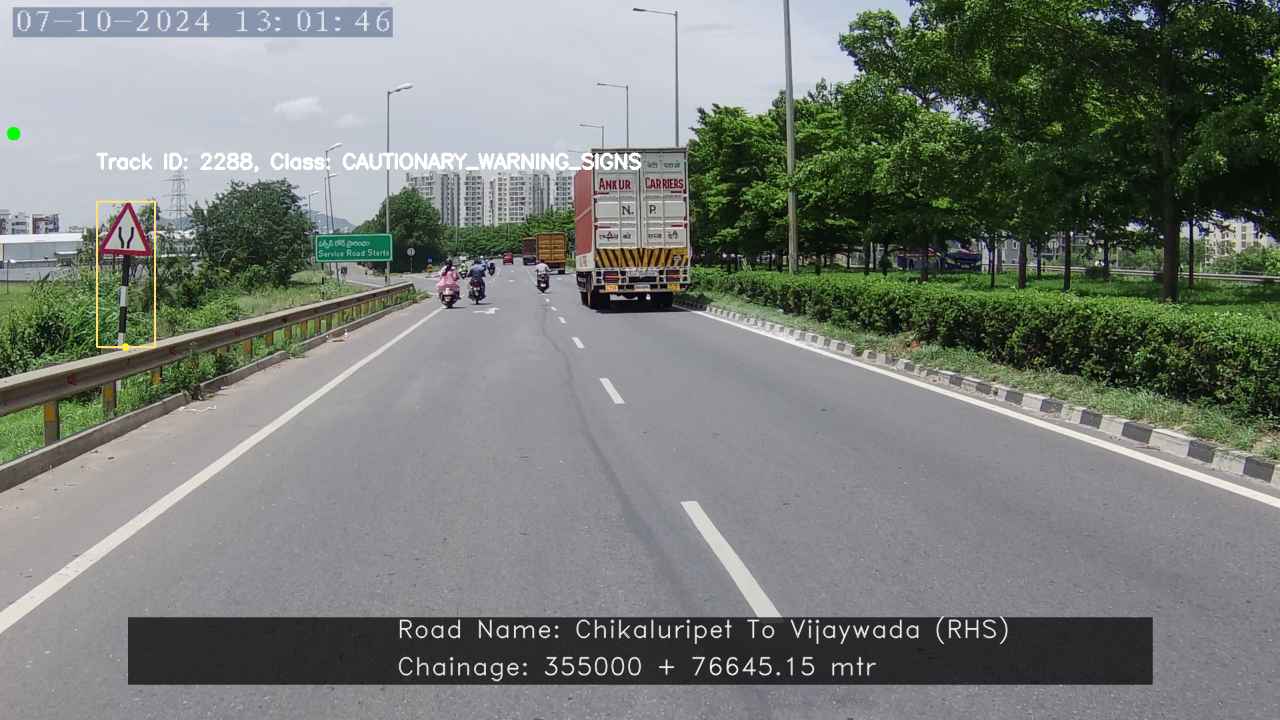 07-10-2024 13:01:46
Track ID: 2288, Class: CAUTIONARY_WARNING_SIGNS
ANKUR CARRIERS
N. P.
సర్వీస్ రోడ్ ప్రారంభం
Service Road Starts
Road Name: Chikaluripet To Vijaywada (RHS)
Chainage: 355000 + 76645.15 mtr